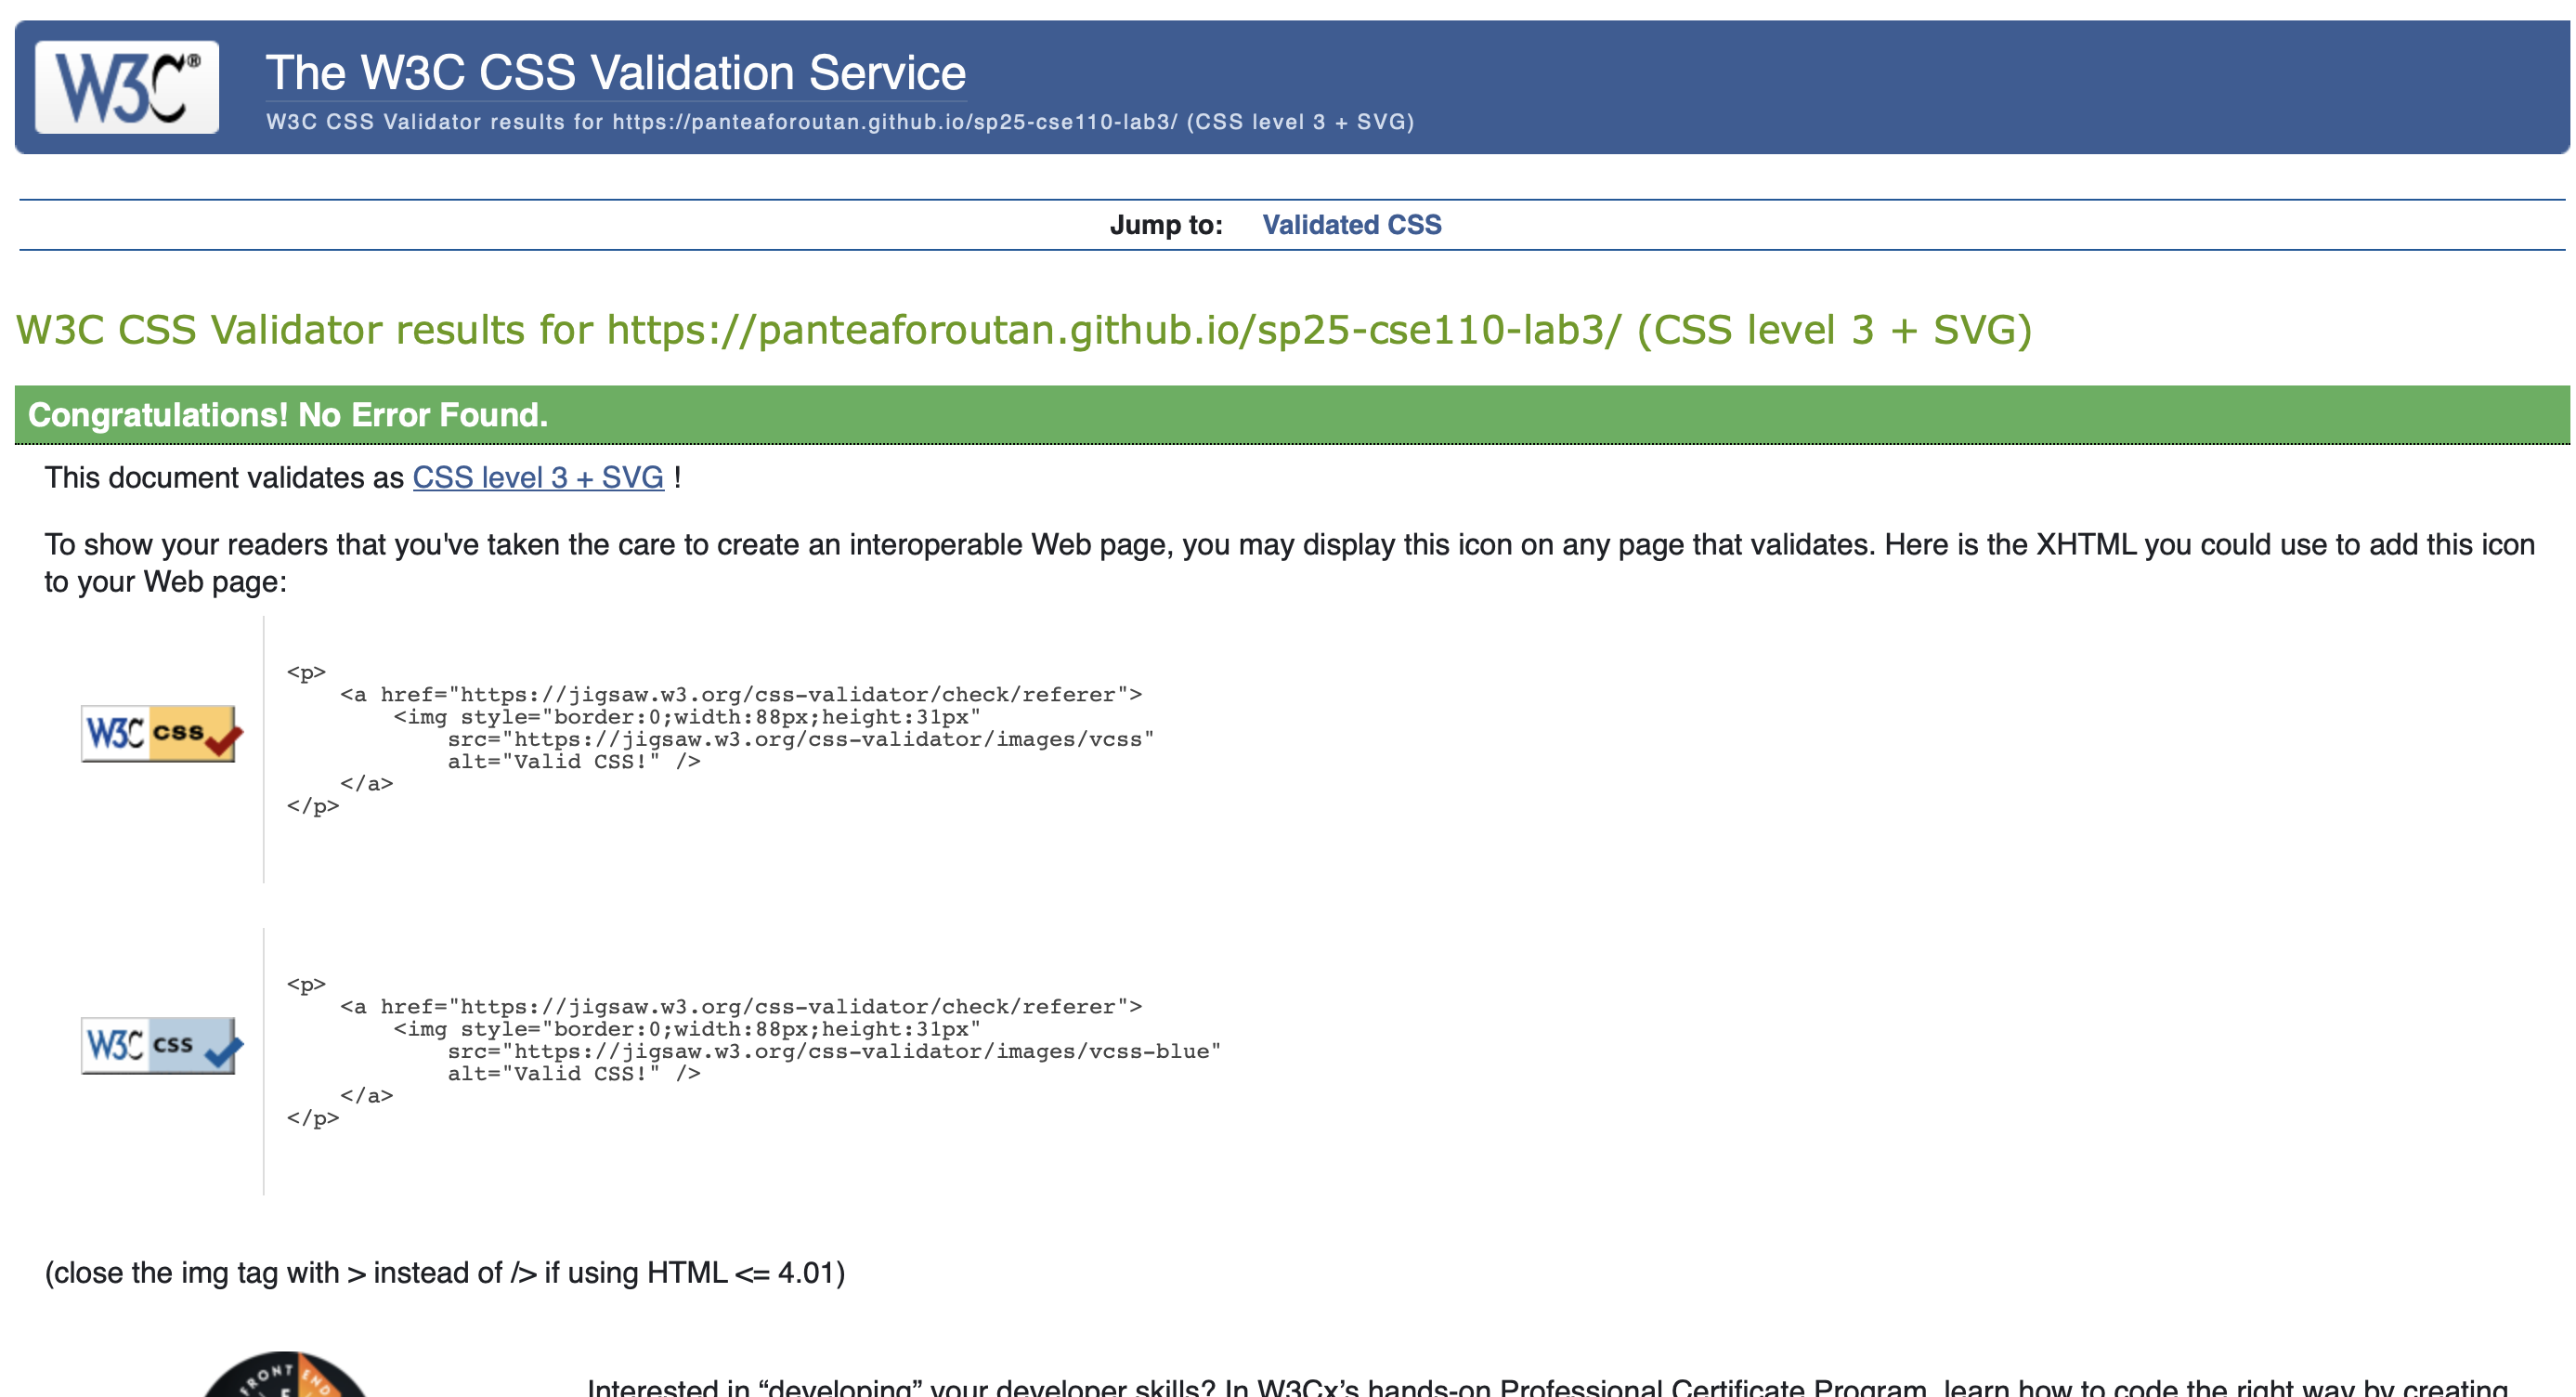 W3C®
The W3C CSS Validation Service
W3C CSS Validator results for https://panteaforoutan.github.io/sp25-cse110-lab3/ (CSS level 3 + SVG)
Jump to: Validated CSS
W3C CSS Validator results for https://panteaforoutan.github.io/sp25-cse110-lab3/ (CSS level 3 + SVG)
Congratulations! No Error Found.
This document validates as CSS level 3 + SVG !
To show your readers that you've taken the care to create an interoperable Web page, you may display this icon on any page that validates. Here is the XHTML you could use to add this icon
to your Web page:
W3C css
<p>
    <a href="https://jigsaw.w3.org/css-validator/check/referer">
        <img style="border:0;width:88px;height:31px"
            src="https://jigsaw.w3.org/css-validator/images/vcss"
            alt="Valid CSS!" />
    </a>
</p>
W3C css
<p>
    <a href="https://jigsaw.w3.org/css-validator/check/referer">
        <img style="border:0;width:88px;height:31px"
            src="https://jigsaw.w3.org/css-validator/images/vcss-blue"
            alt="Valid CSS!" />
    </a>
</p>
(close the img tag with > instead of /> if using HTML <= 4.01)
FRONT END
Interested in “developing” your developer skills? In W3Cx’s hands-on Professional Certificate Program, learn how to code the right way by creating